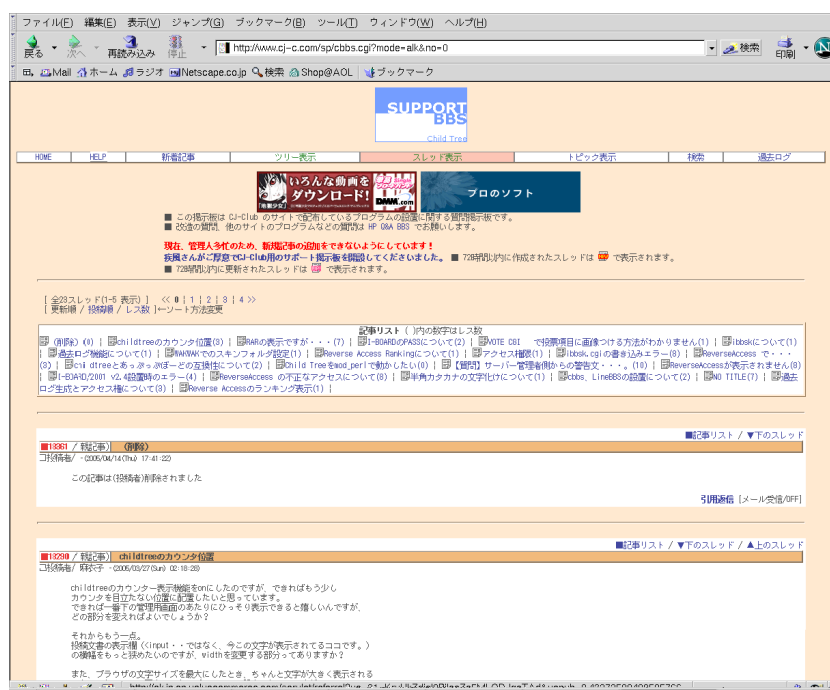 ファイル(F) 編集(E) 表示(V) ジャンプ(G) ブックマーク(B) ツール(T) ウィンドウ(W) ヘルプ(H)
戻る 次へ 再読み込み 停止 http://www.cj-c.com/sp/cbbs.cgi?mode=alk&no=0 検索 印刷
Mail ホーム ラジオ Netscape.co.jp 検索 Shop@AOL ブックマーク
SUPPORT
BBS
Child Tree
HOME HELP 新着記事 ツリー表示 スレッド表示 トピック表示 検索 過去ログ
いろんな動画を
ダウンロード! DMM.com プロのソフト
■ この掲示板は CJ-Club のサイトで配布しているプログラムの設置に関する質問掲示板です。
■ 改造の質問、他のサイトのプログラムなどの質問は HP Q&A BBS でお願いします。
現在、管理人多忙のため、新規記事の追加をできないようにしています！
疾風さんがご厚意でCJ-Club用のサポート掲示板を開設してくださいました。 ■ 72時間以内に作成されたスレッドは で表示されます。
■ 72時間以内に更新されたスレッドは で表示されます。
[ 全23スレッド(1-5 表示) ] << 0 | 1 | 2 | 3 | 4 >>
[ 更新順 / 投稿順 / レス数 ]←ソート方法変更
記事リスト ( )内の数字はレス数
(削除) (0) | childtreeのカウンタ位置(3) | RARの表示ですが・・・(7) | I-BOARDのPASSについて(2) | VOTE CGI で投票項目に画像つける方法がわかりません(1) | ibbskについて(1)
| 過去ログ機能について(1) | WAKWAKでのスキンフォルダ設定(1) | Reverse Access Rankingについて(1) | アクセス権限(1) | ibbsk.cgiの書き込みエラー(8) | ReverseAccess で・・・
(3) | childtreeとあっぷっぷぼーどの互換性について(2) | Child Treeをmod_perlで動かしたい(0) | 【質問】サーバー管理者側からの警告文・・・。(10) | ReverseAccessが表示されません(8)
| I-BOARD/2001 v2.4設置時のエラー(4) | ReverseAccess の不正なアクセスについて(8) | 半角カタカナの文字化けについて(1) | cbbs、LineBBSの設置について(2) | NO TITLE(7) | 過去
ログ生成とアクセス権について(3) | Reverse Accessのランキング表示(1) |
■記事リスト / ▼下のスレッド
■18361 / 親記事) (削除)
□投稿者/ -(2005/04/14(Thu) 17:41:22)
この記事は(投稿者)削除されました
引用返信 [メール受信/OFF]
■記事リスト / ▼下のスレッド / ▲上のスレッド
■18290 / 親記事) childtreeのカウンタ位置
□投稿者/ 麻衣子 -(2005/03/27(Sun) 02:18:28)
childtreeのカウンター表示機能をonにしたのですが、できればもう少し
カウンタを目立たない位置に配置したいと思っています。
できれば一番下の管理用画面のあたりにひっそり表示できると嬉しいんですが、
どの部分を変えればよいでしょうか？
それからもう一点。
投稿文書の表示欄（<input・・ではなく、今この文字が表示されてるココです。）
の横幅をもっと狭めたいのですが、widthを変更する部分ってありますか？
また、ブラウザの文字サイズを最大にしたとき、ちゃんと文字が大きく表示される